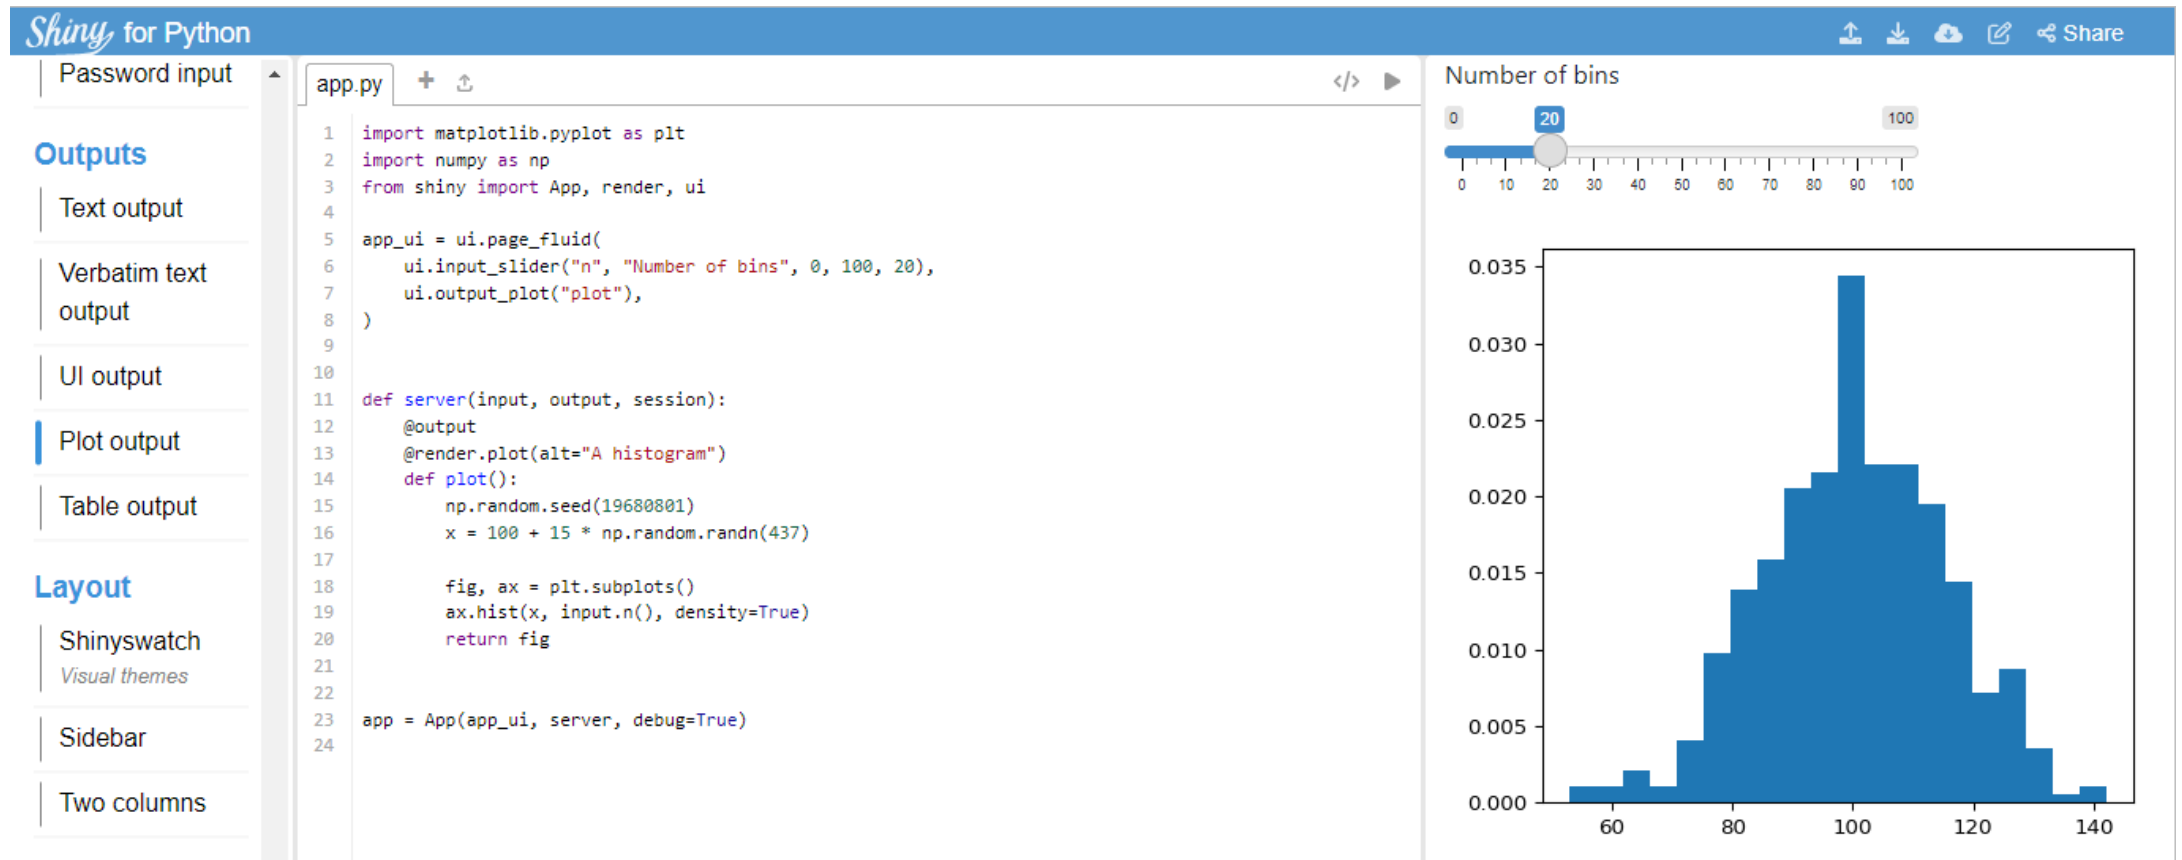 Shiny for Python
Share
Password input
Outputs
Text output
Verbatim text
output
UI output
Plot output
Table output
Layout
Shinyswatch
Visual themes
Sidebar
Two columns
app.py
+
</>
1 import matplotlib.pyplot as plt
2 import numpy as np
3 from shiny import App, render, ui
4
5 app_ui = ui.page_fluid(
6     ui.input_slider("n", "Number of bins", 0, 100, 20),
7     ui.output_plot("plot"),
8 )
9
10
11 def server(input, output, session):
12     @output
13     @render.plot(alt="A histogram")
14     def plot():
15         np.random.seed(19680801)
16         x = 100 + 15 * np.random.randn(437)
17
18         fig, ax = plt.subplots()
19         ax.hist(x, input.n(), density=True)
20         return fig
21
22
23 app = App(app_ui, server, debug=True)
24
Number of bins
0 20 100
0 10 20 30 40 50 60 70 80 90 100
0.035
0.030
0.025
0.020
0.015
0.010
0.005
0.000
60 80 100 120 140